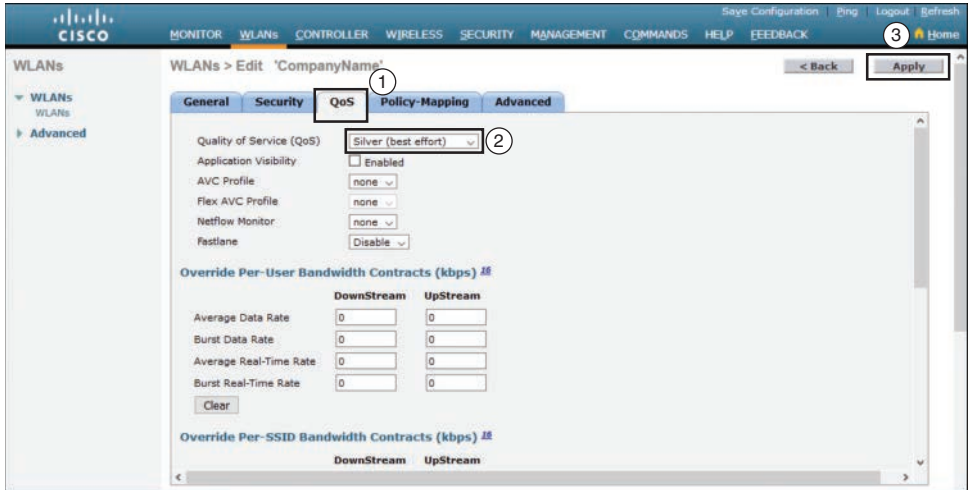 Save Configuration Ping Logout Refresh
CISCO MONITOR WLANs CONTROLLER WIRELESS SECURITY MANAGEMENT COMMANDS HELP FEEDBACK 3 Home
WLANs
WLANs > Edit 'CompanyName' < Back Apply
1
WLANs
WLANs
Advanced
General Security QoS Policy-Mapping Advanced
Quality of Service (QoS) Silver (best effort) 2
Application Visibility Enabled
AVC Profile none
Flex AVC Profile none
Netflow Monitor none
Fastlane Disable
Override Per-User Bandwidth Contracts (kbps) 16
DownStream UpStream
Average Data Rate 0 0
Burst Data Rate 0 0
Average Real-Time Rate 0 0
Burst Real-Time Rate 0 0
Clear
Override Per-SSID Bandwidth Contracts (kbps) 16
DownStream UpStream